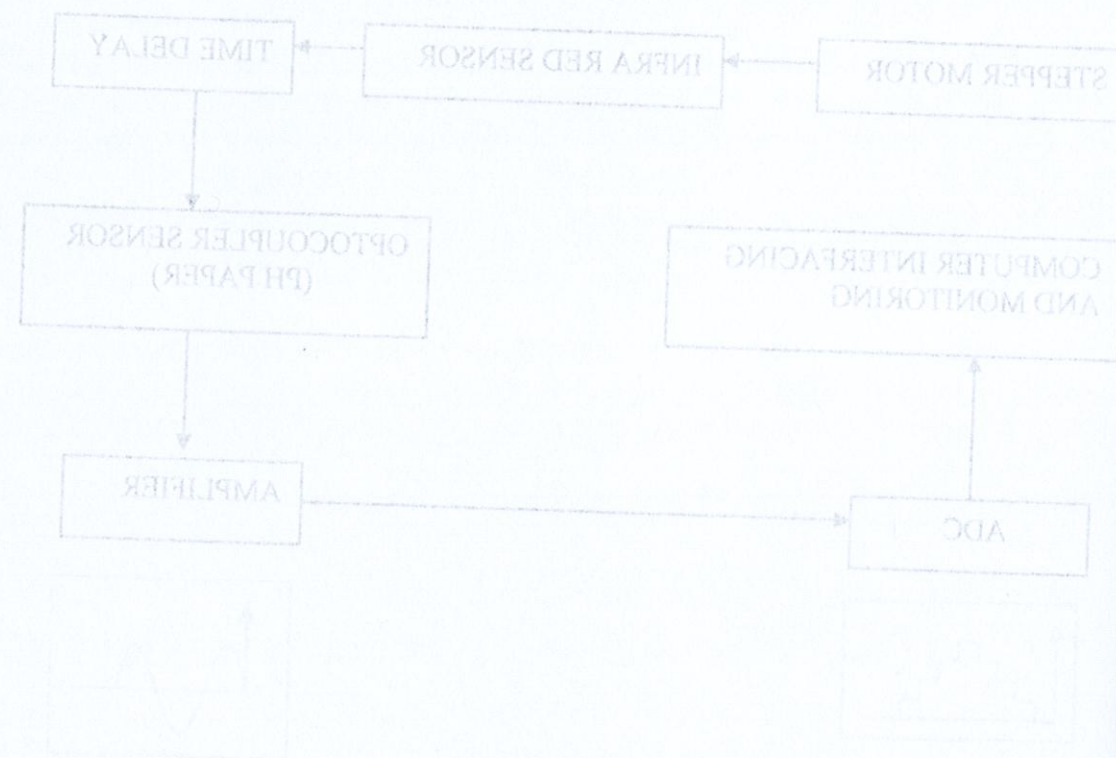 STEPPER MOTOR
INFRA RED SENSOR
TIME DELAY
OPTOCOUPLER SENSOR
(PH PAPER)
COMPUTER INTERFACING
AND MONITORING
AMPLIFIER
ADC